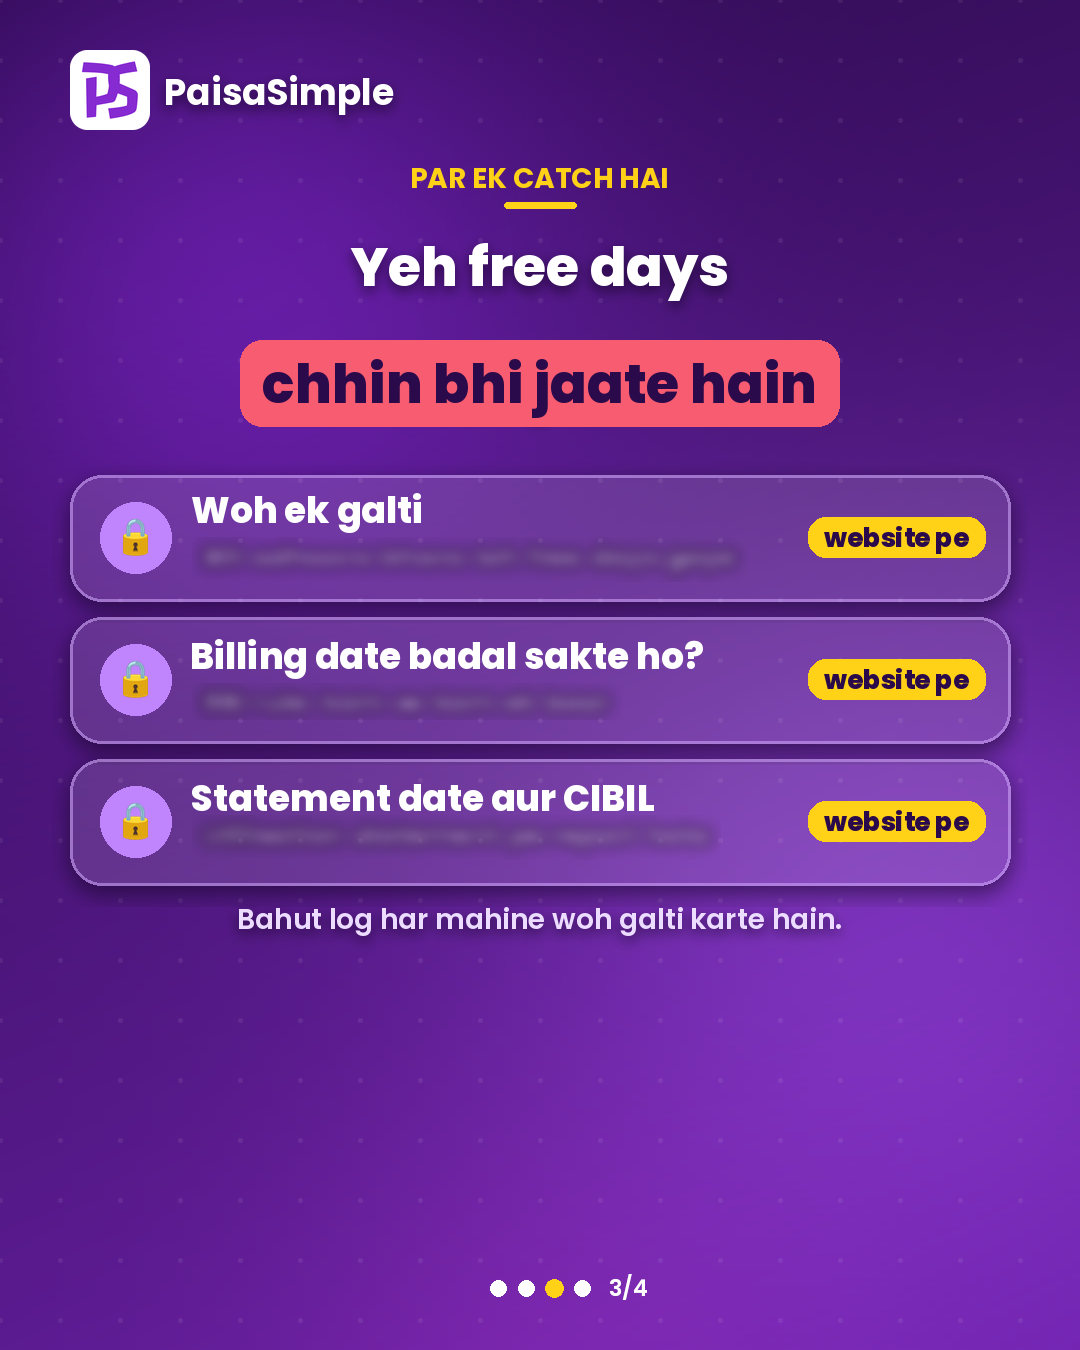 PaisaSimple
PAR EK CATCH HAI
Yeh free days
chhin bhi jaate hain
Woh ek galti
website pe
Billing date badal sakte ho?
website pe
Statement date aur CIBIL
website pe
Bahut log har mahine woh galti karte hain.
3/4